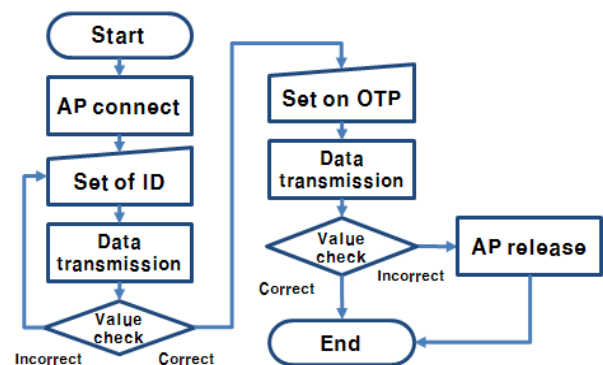 Start
AP connect
Set of ID
Data
transmission
Value
check
Incorrect
Correct
Set on OTP
Data
transmission
Value
check
Correct
Incorrect
AP release
End